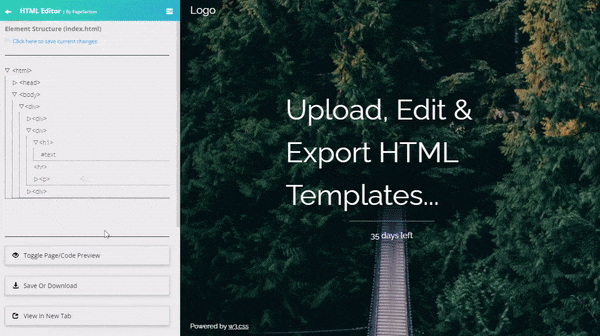 HTML Editor | By PageSection
Element Structure (index.html)
Click here to save current changes
<html>
<head>
<body>
<div>
<div>
<div>
<h1>
#text
<hr>
<p>
<div>
Toggle Page/Code Preview
Save Or Download
View In New Tab
Logo
Upload, Edit &
Export HTML
Templates...
35 days left
Powered by w3.css